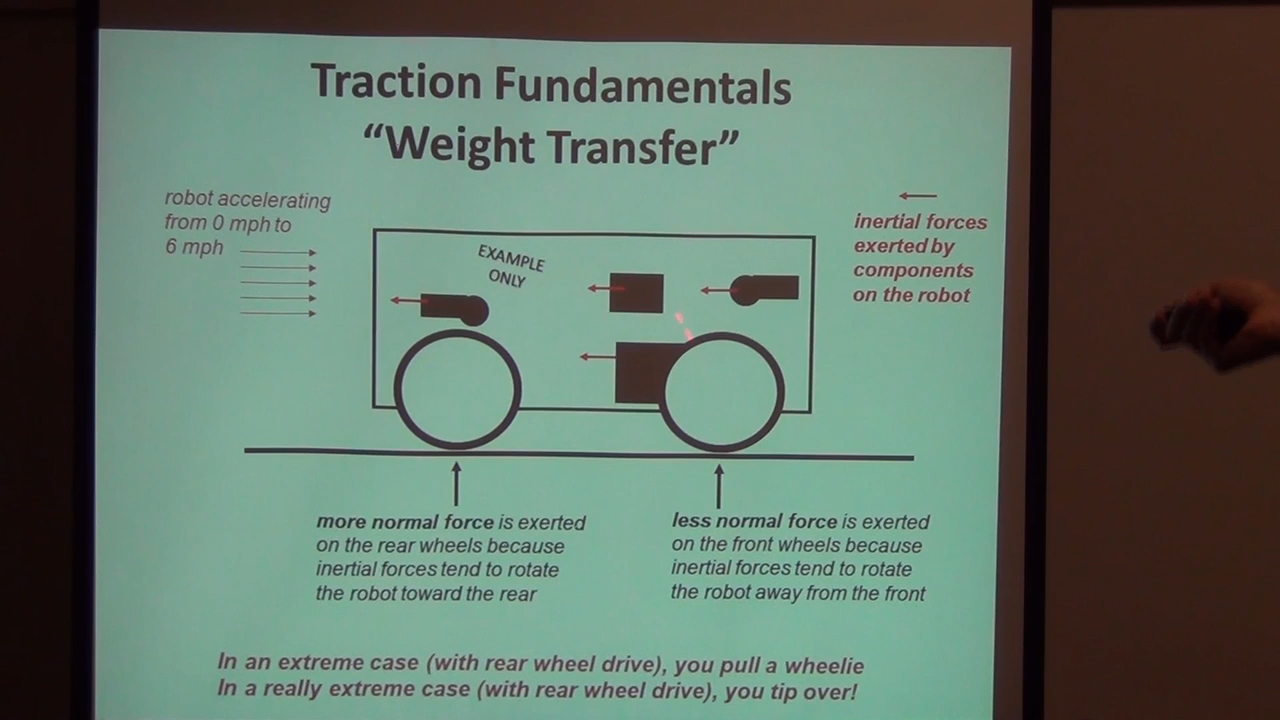 Traction Fundamentals
“Weight Transfer”
robot accelerating
from 0 mph to
6 mph
EXAMPLE
ONLY
inertial forces
exerted by
components
on the robot
more normal force is exerted
on the rear wheels because
inertial forces tend to rotate
the robot toward the rear
less normal force is exerted
on the front wheels because
inertial forces tend to rotate
the robot away from the front
In an extreme case (with rear wheel drive), you pull a wheelie
In a really extreme case (with rear wheel drive), you tip over!